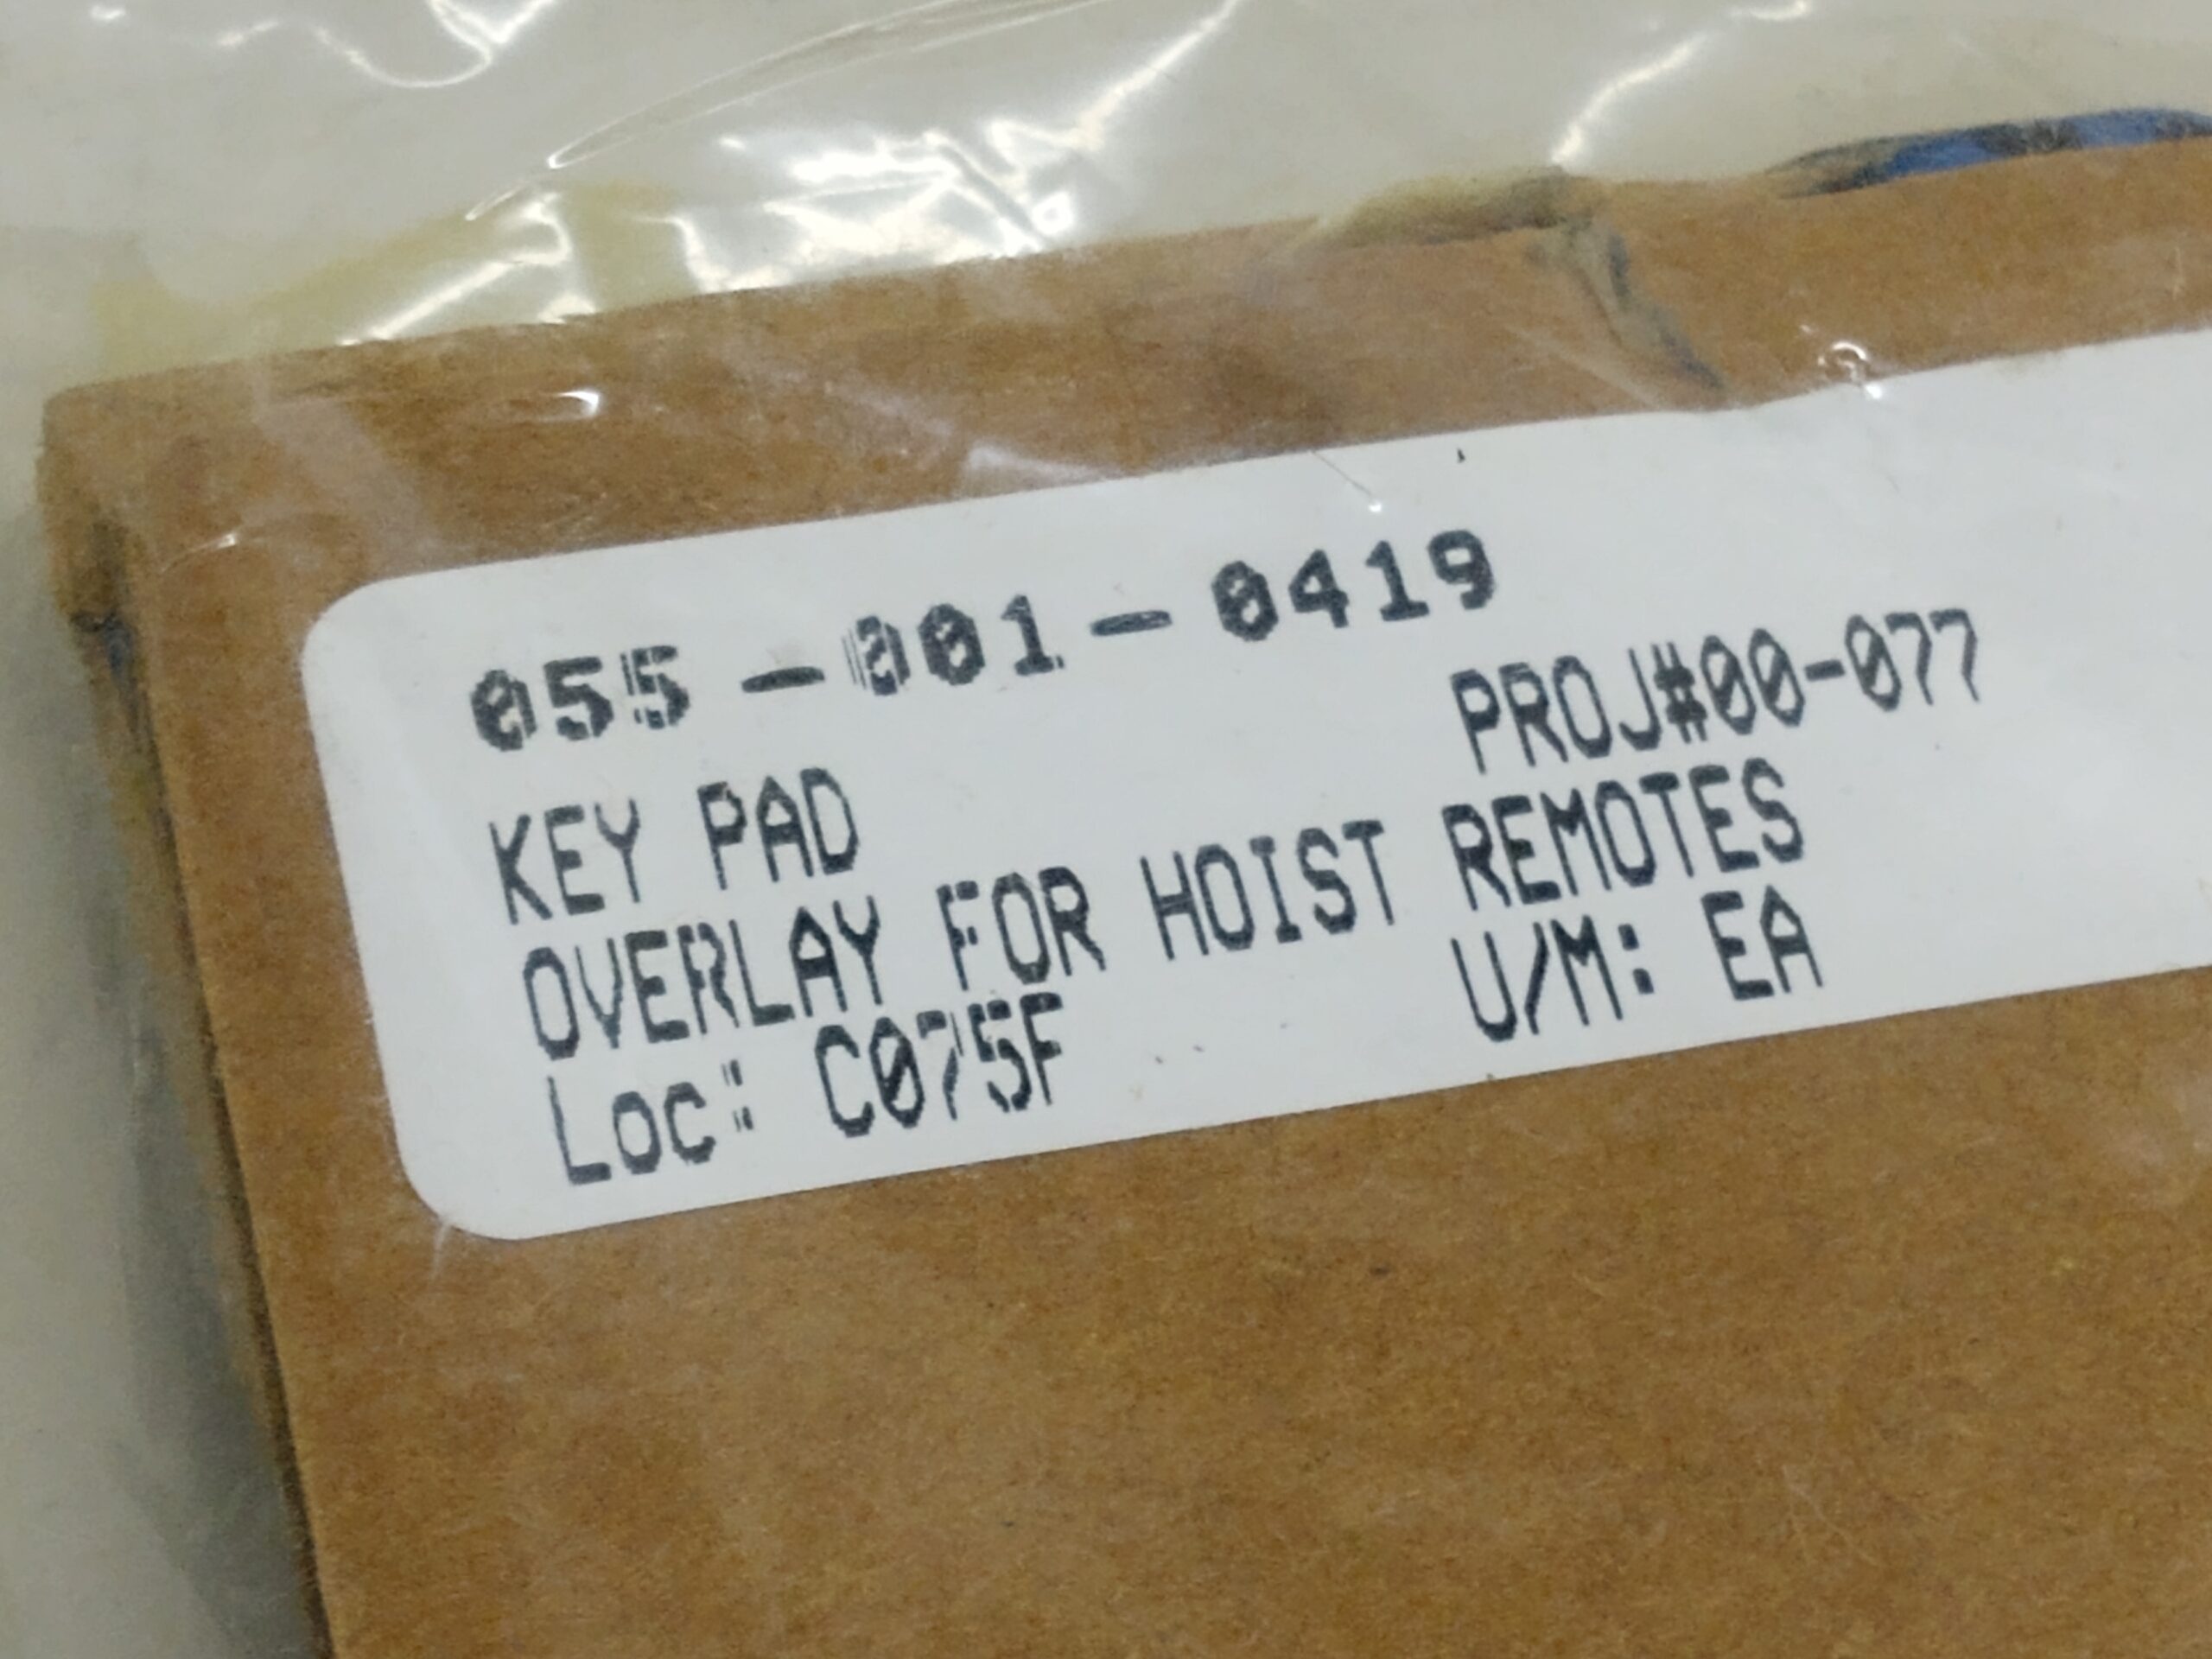 055-001-0419
PROJ#00-077
KEY PAD
OVERLAY FOR HOIST REMOTES
Loc: C075F U/M: EA